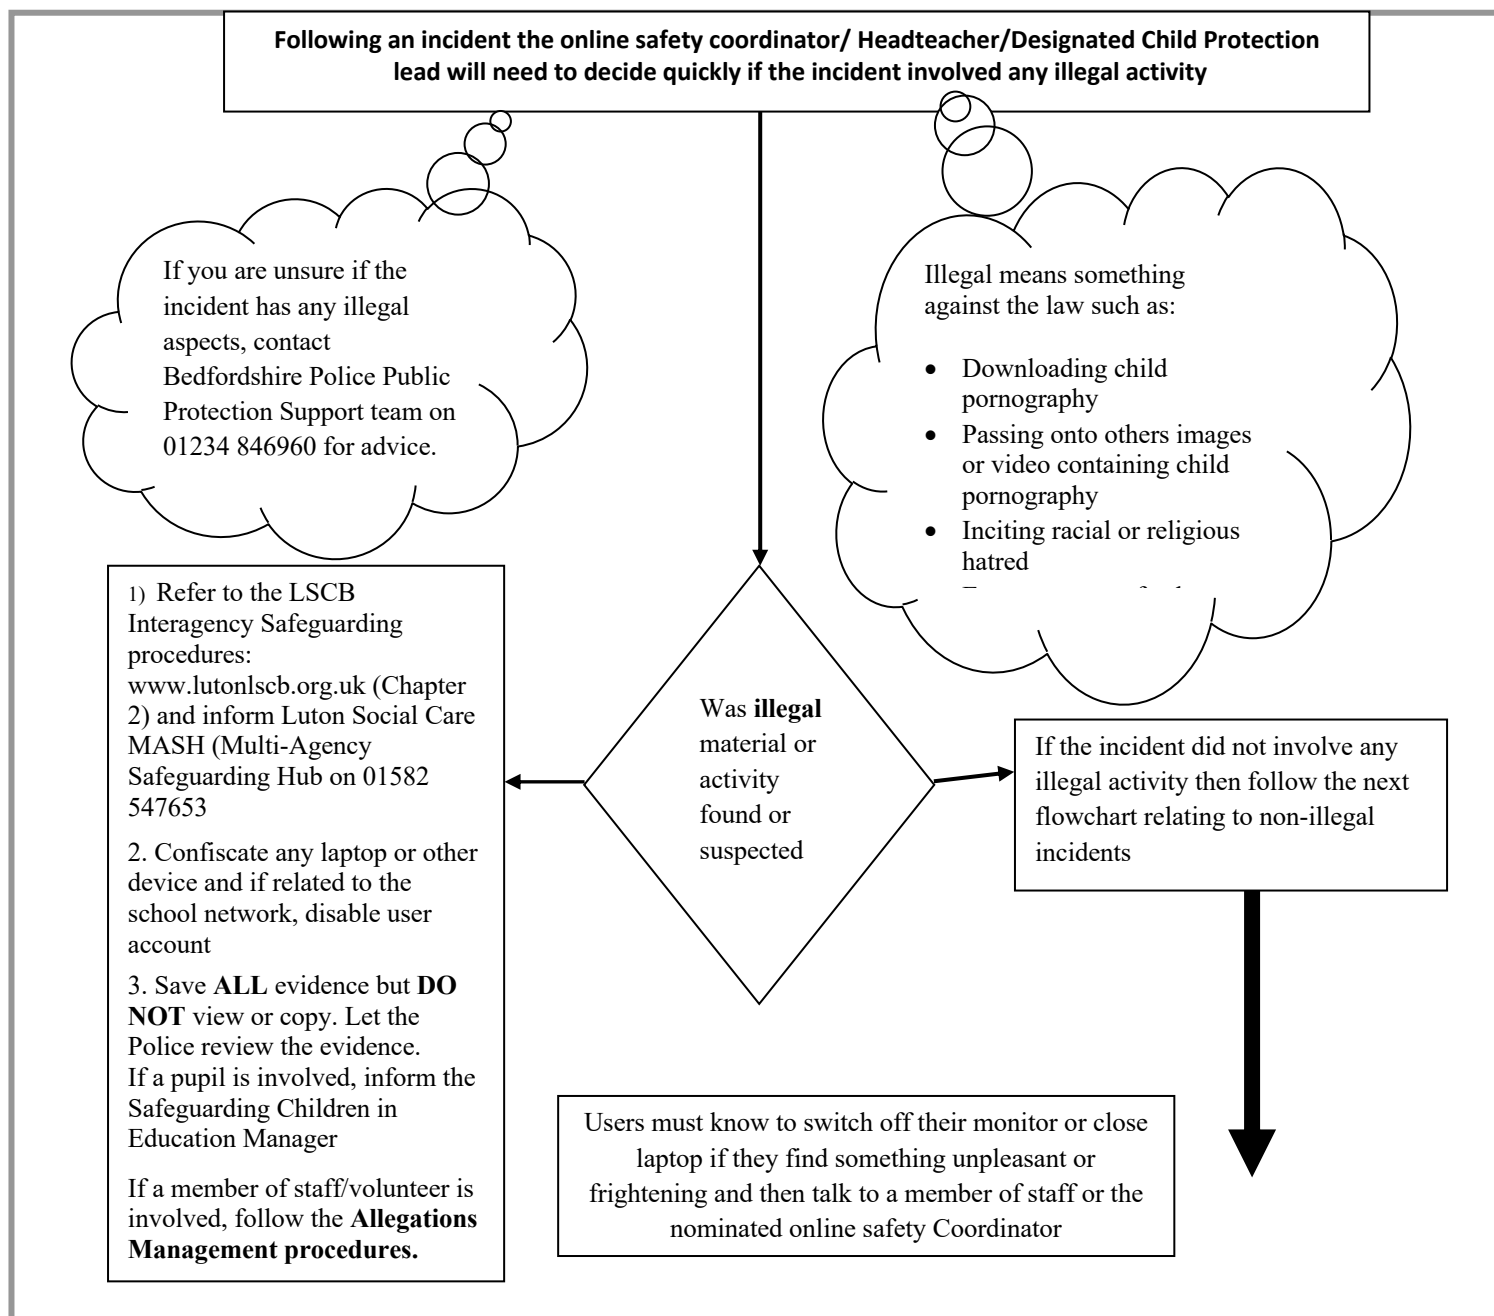 Following an incident the online safety coordinator/ Headteacher/Designated Child Protection
lead will need to decide quickly if the incident involved any illegal activity
If you are unsure if the
incident has any illegal
aspects, contact
Bedfordshire Police Public
Protection Support team on
01234 846960 for advice.
Illegal means something
against the law such as:
• Downloading child
pornography
• Passing onto others images
or video containing child
pornography
• Inciting racial or religious
hatred
1) Refer to the LSCB
Interagency Safeguarding
procedures:
www.lutonlscb.org.uk (Chapter
2) and inform Luton Social Care
MASH (Multi-Agency
Safeguarding Hub on 01582
547653
2. Confiscate any laptop or other
device and if related to the
school network, disable user
account
3. Save ALL evidence but DO
NOT view or copy. Let the
Police review the evidence.
If a pupil is involved, inform the
Safeguarding Children in
Education Manager
If a member of staff/volunteer is
involved, follow the Allegations
Management procedures.
Was illegal
material or
activity
found or
suspected
If the incident did not involve any
illegal activity then follow the next
flowchart relating to non-illegal
incidents
Users must know to switch off their monitor or close
laptop if they find something unpleasant or
frightening and then talk to a member of staff or the
nominated online safety Coordinator